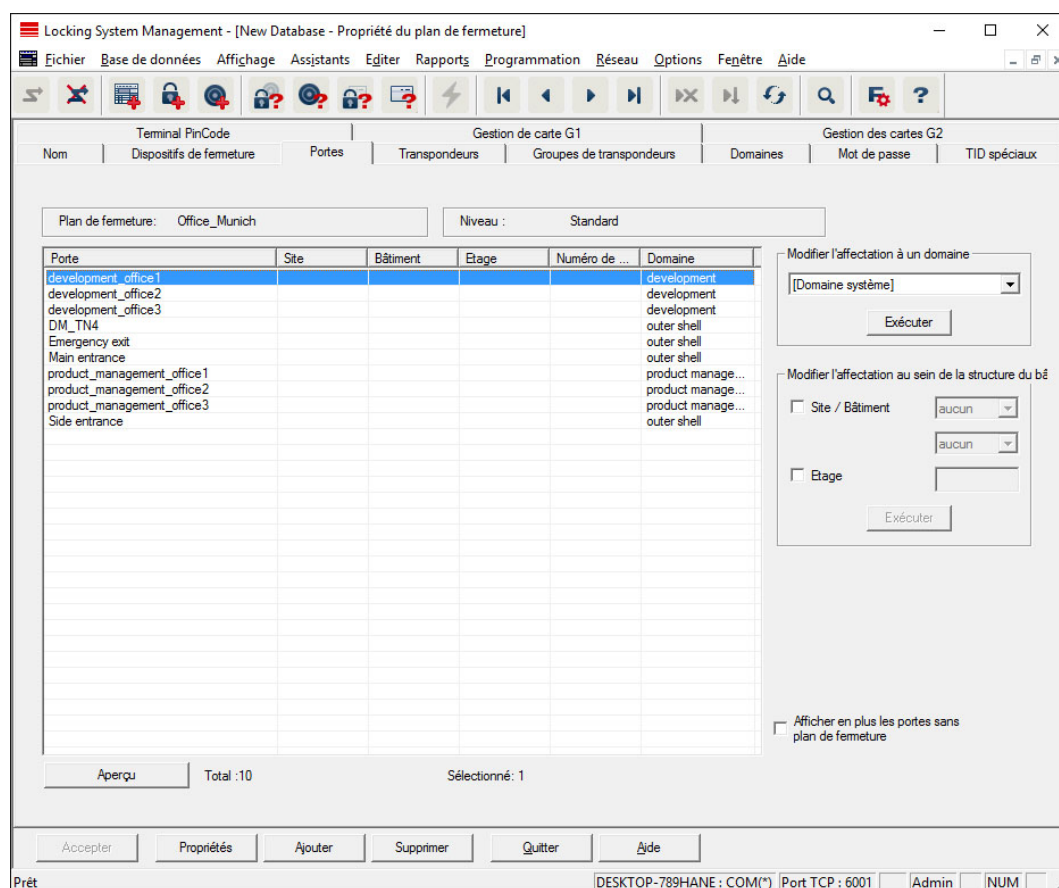 Locking System Management - [New Database - Propriété du plan de fermeture]
Fichier Base de données Affichage Assistants Editer Rapports Programmation Réseau Options Fenêtre Aide
Terminal PinCode Gestion de carte G1 Gestion des cartes G2
Nom Dispositifs de fermeture Portes Transpondeurs Groupes de transpondeurs Domaines Mot de passe TID spéciaux
Plan de fermeture: Office_Munich Niveau : Standard
Porte Site Bâtiment Etage Numéro de ... Domaine
development_office1 development
development_office2 development
development_office3 development
DM_TN4 outer shell
Emergency exit outer shell
Main entrance outer shell
product_management_office1 product manage...
product_management_office2 product manage...
product_management_office3 product manage...
Side entrance outer shell
Modifier l'affectation à un domaine
[Domaine système]
Exécuter
Modifier l'affectation au sein de la structure du bâ
Site / Bâtiment aucun
aucun
Etage
Exécuter
Afficher en plus les portes sans
plan de fermeture
Aperçu Total :10 Sélectionné: 1
Accepter Propriétés Ajouter Supprimer Quitter Aide
Prêt DESKTOP-789HANE : COM(*) Port TCP : 6001 Admin NUM